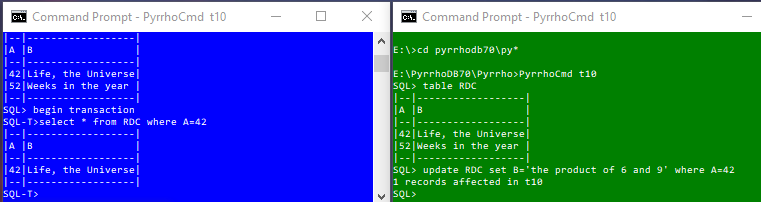 Command Prompt - PyrrhoCmd t10
|--|------------------|
|A |B                 |
|--|------------------|
|42|Life, the Universe|
|52|Weeks in the year |
|--|------------------|
SQL> begin transaction
SQL-T>select * from RDC where A=42
|--|------------------|
|A |B                 |
|--|------------------|
|42|Life, the Universe|
|--|------------------|
SQL-T>
Command Prompt - PyrrhoCmd  t10
E:\>cd pyrrhodb70\py*
E:\PyrrhoDB70\Pyrrho>PyrrhoCmd t10
SQL> table RDC
|--|------------------|
|A |B                 |
|--|------------------|
|42|Life, the Universe|
|52|Weeks in the year |
|--|------------------|
SQL> update RDC set B='the product of 6 and 9' where A=42
1 records affected in t10
SQL>